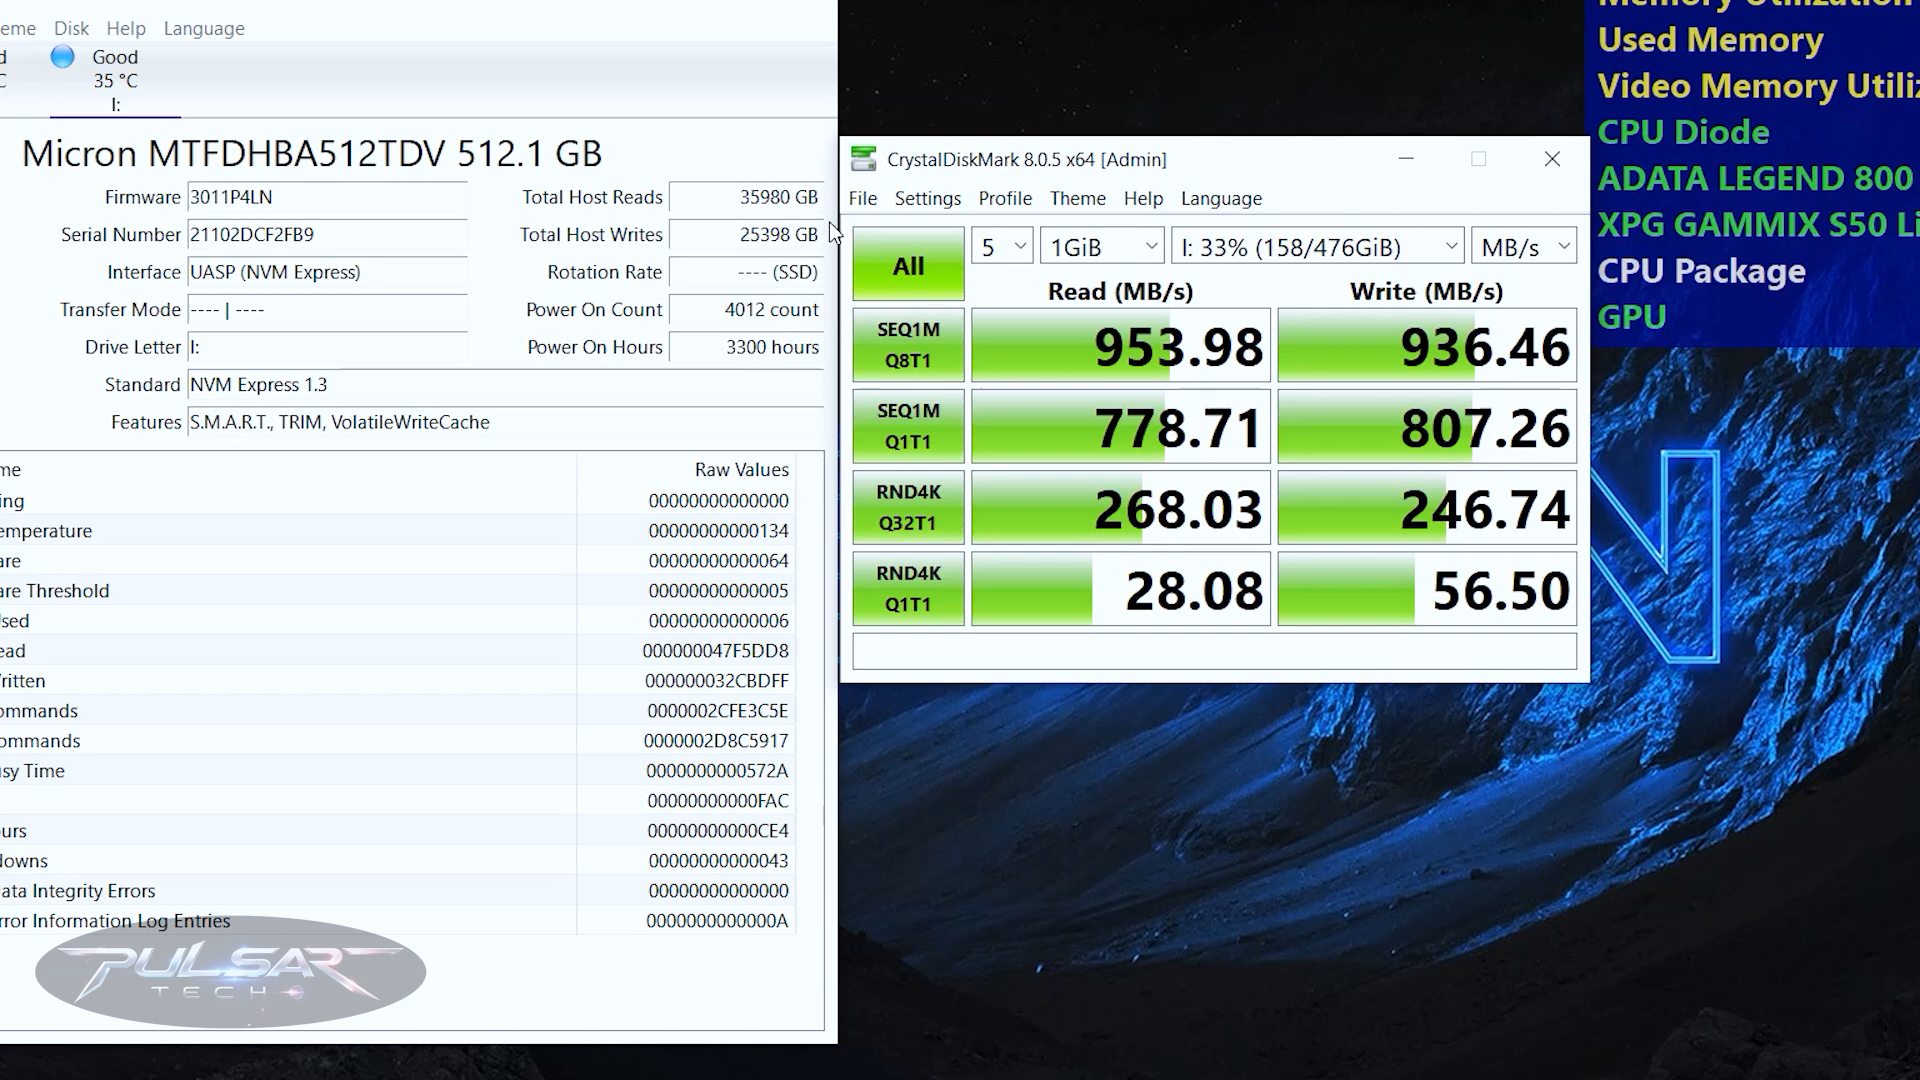 eme Disk Help Language
d Good
C 35 °C
I:
Micron MTFDHBA512TDV 512.1 GB
Firmware 3011P4LN Total Host Reads 35980 GB
Serial Number 21102DCF2FB9 Total Host Writes 25398 GB
Interface UASP (NVM Express) Rotation Rate ---- (SSD)
Transfer Mode ---- | ---- Power On Count 4012 count
Drive Letter I: Power On Hours 3300 hours
Standard NVM Express 1.3
Features S.M.A.R.T., TRIM, VolatileWriteCache
me Raw Values
ing 00000000000000
emperature 00000000000134
are 00000000000064
are Threshold 00000000000005
sed 00000000000006
ead 000000047F5DD8
ritten 000000032CBDFF
ommands 0000002CFE3C5E
ommands 0000002D8C5917
sy Time 0000000000572A
00000000000FAC
ours 00000000000CE4
downs 00000000000043
ata Integrity Errors 00000000000000
rror Information Log Entries 0000000000000A
PULSAR
TECH
CrystalDiskMark 8.0.5 x64 [Admin]
File Settings Profile Theme Help Language
All 5 1GiB I: 33% (158/476GiB) MB/s
Read (MB/s) Write (MB/s)
SEQ1M
Q8T1 953.98 936.46
SEQ1M
Q1T1 778.71 807.26
RND4K
Q32T1 268.03 246.74
RND4K
Q1T1 28.08 56.50
Memory Utilization
Used Memory
Video Memory Utiliz
CPU Diode
ADATA LEGEND 800
XPG GAMMIX S50 Li
CPU Package
GPU